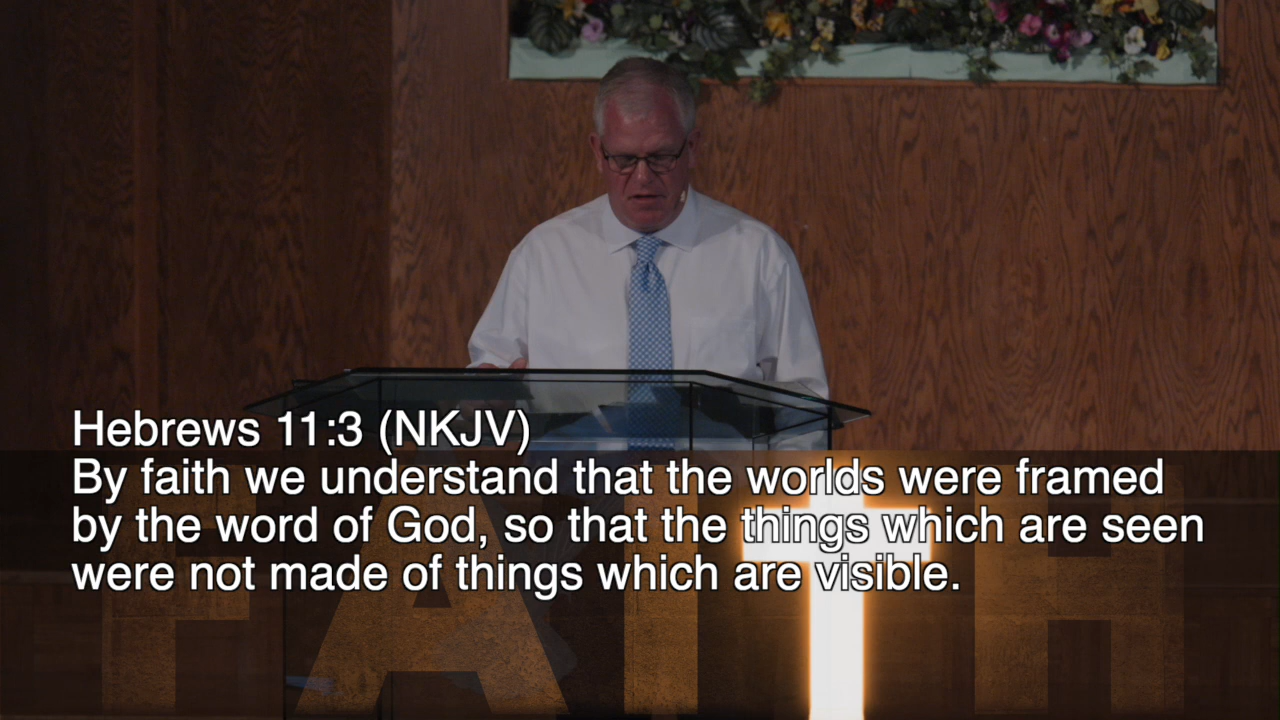 Hebrews 11:3 (NKJV)
By faith we understand that the worlds were framed
by the word of God, so that the things which are seen
were not made of things which are visible.
FAITH